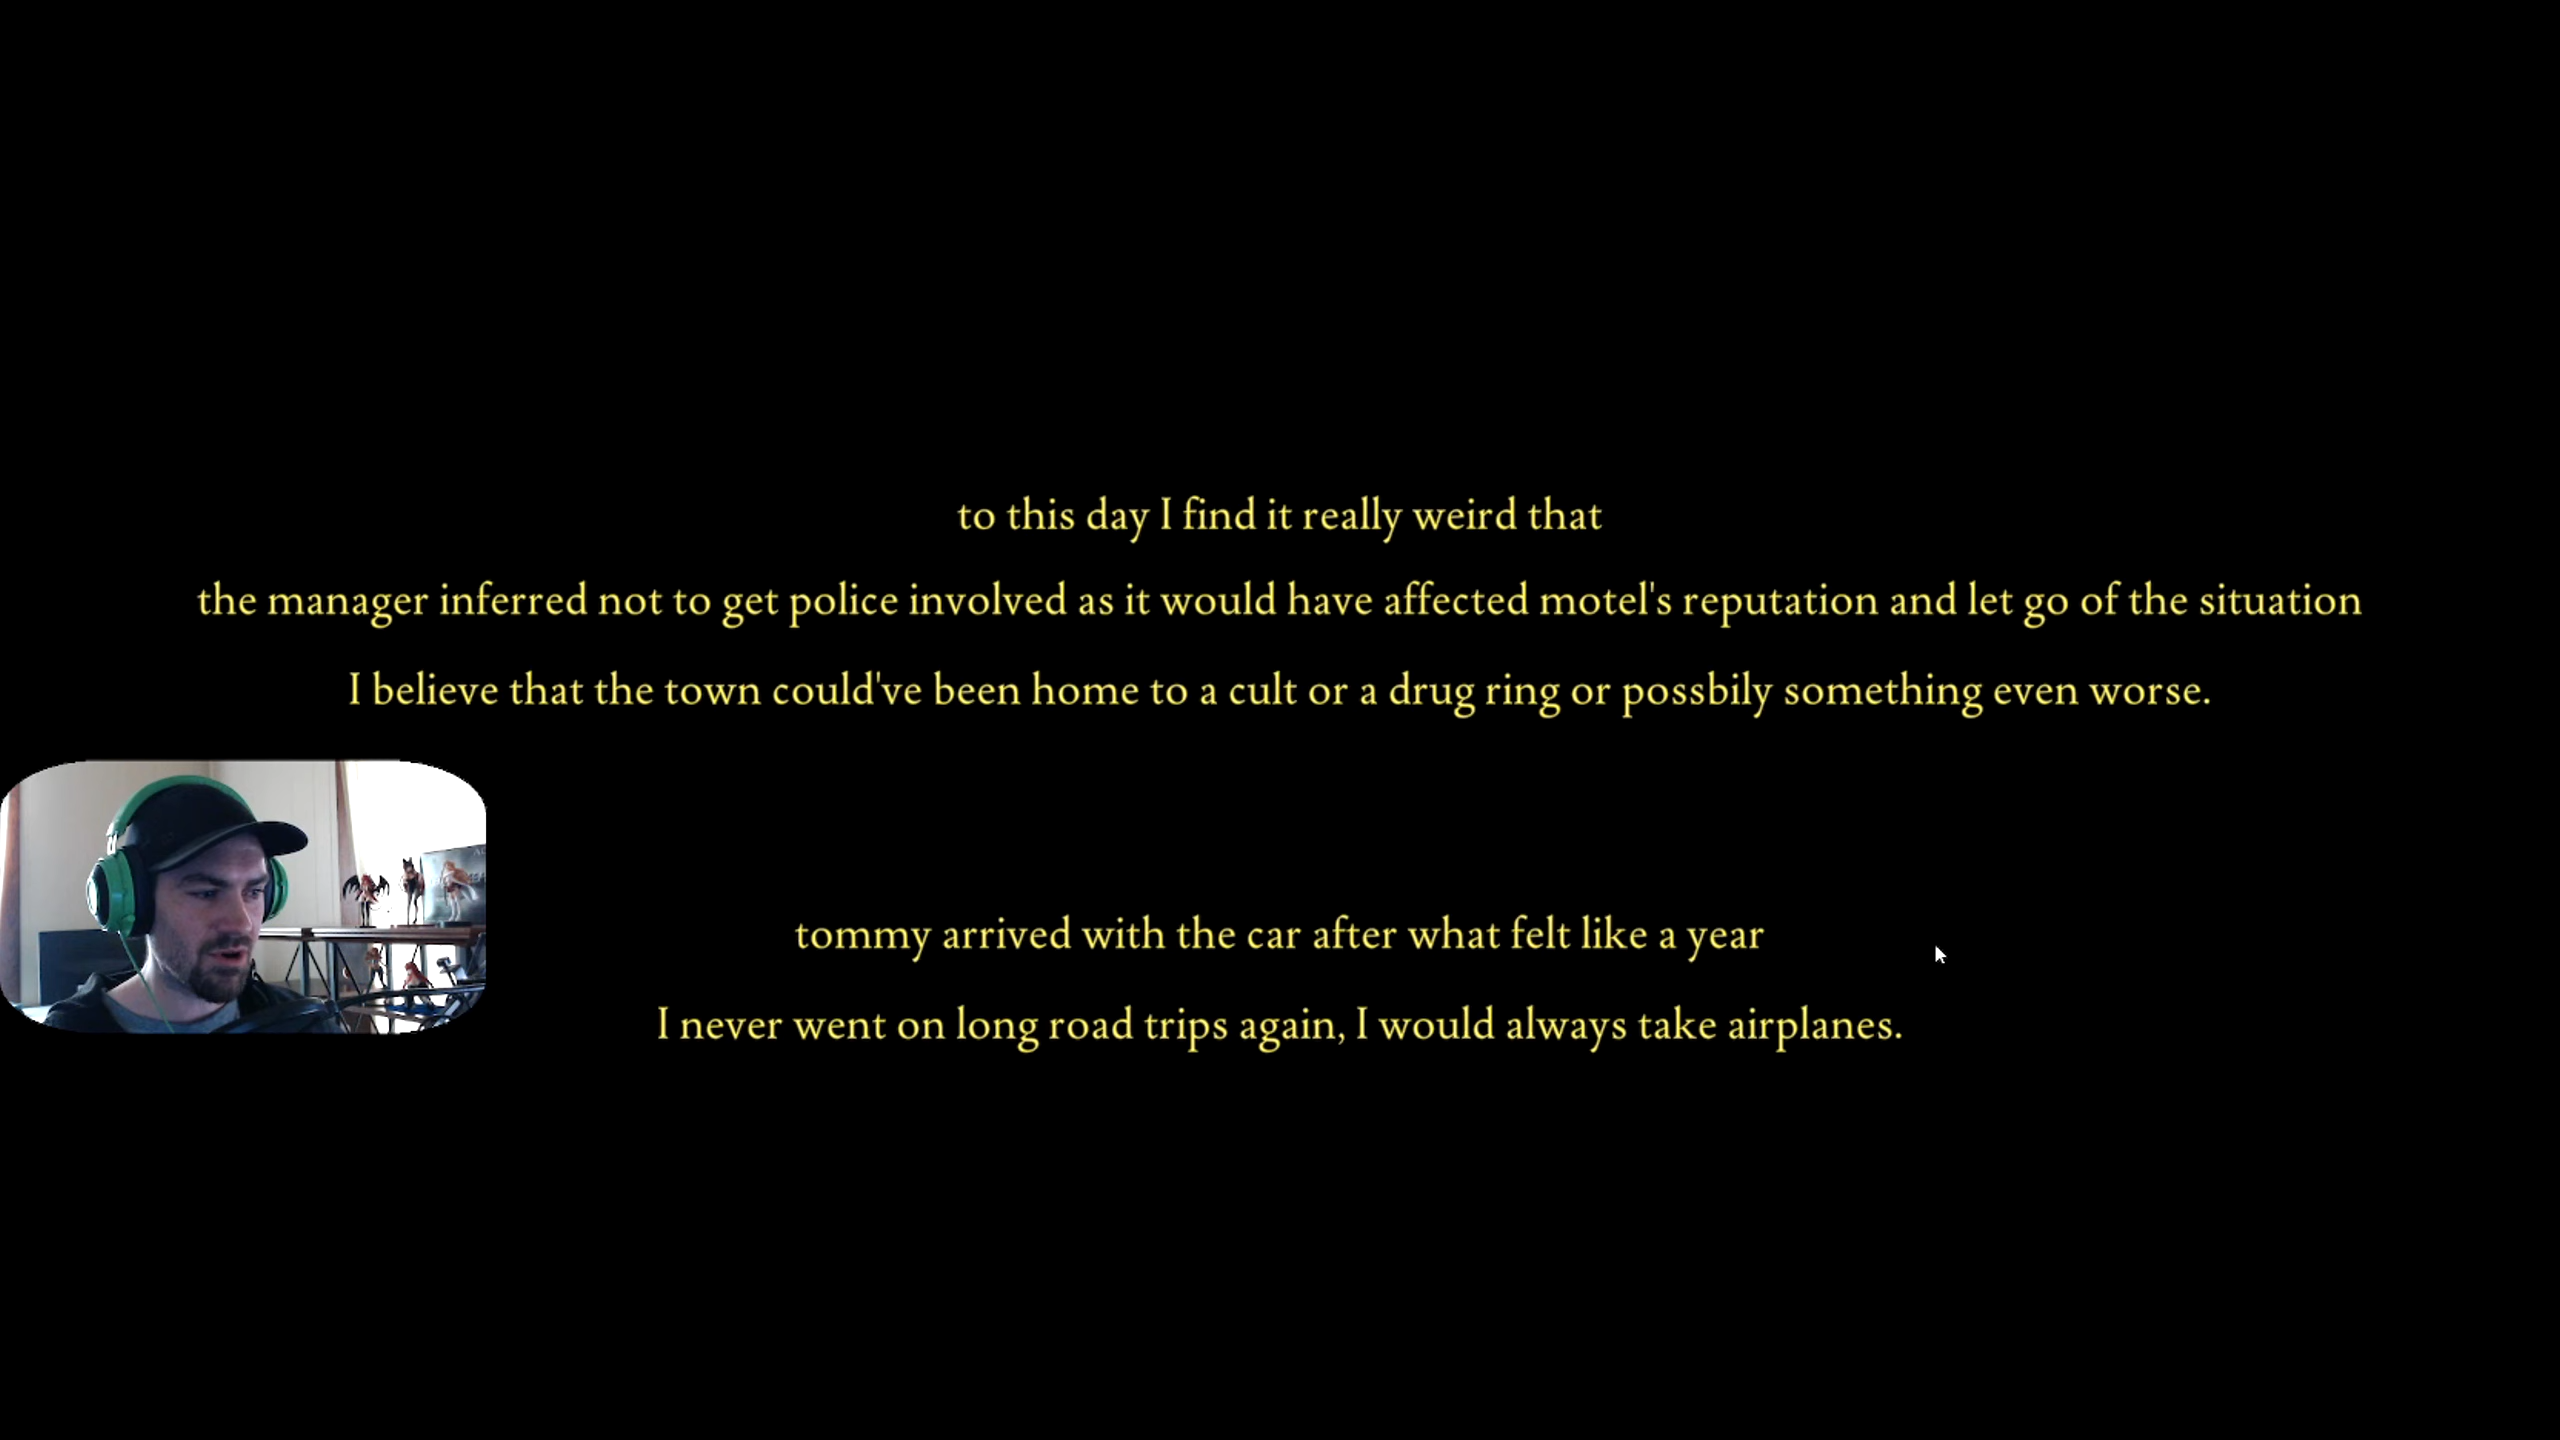 to this day I find it really weird that
the manager inferred not to get police involved as it would have affected motel's reputation and let go of the situation
I believe that the town could've been home to a cult or a drug ring or possbily something even worse.
tommy arrived with the car after what felt like a year
I never went on long road trips again, I would always take airplanes.